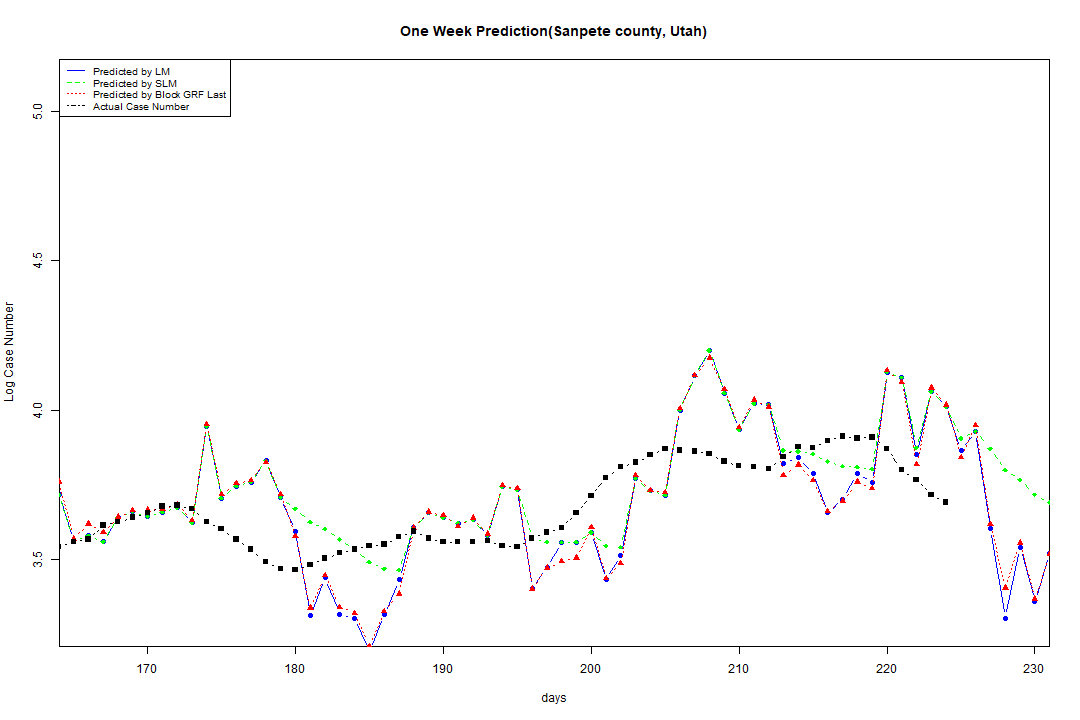 One Week Prediction(Sanpete county, Utah)
Predicted by LM
Predicted by SLM
Predicted by Block GRF Last
Actual Case Number
5.0
4.5
4.0
3.5
Log Case Number
170 180 190 200 210 220 230
days